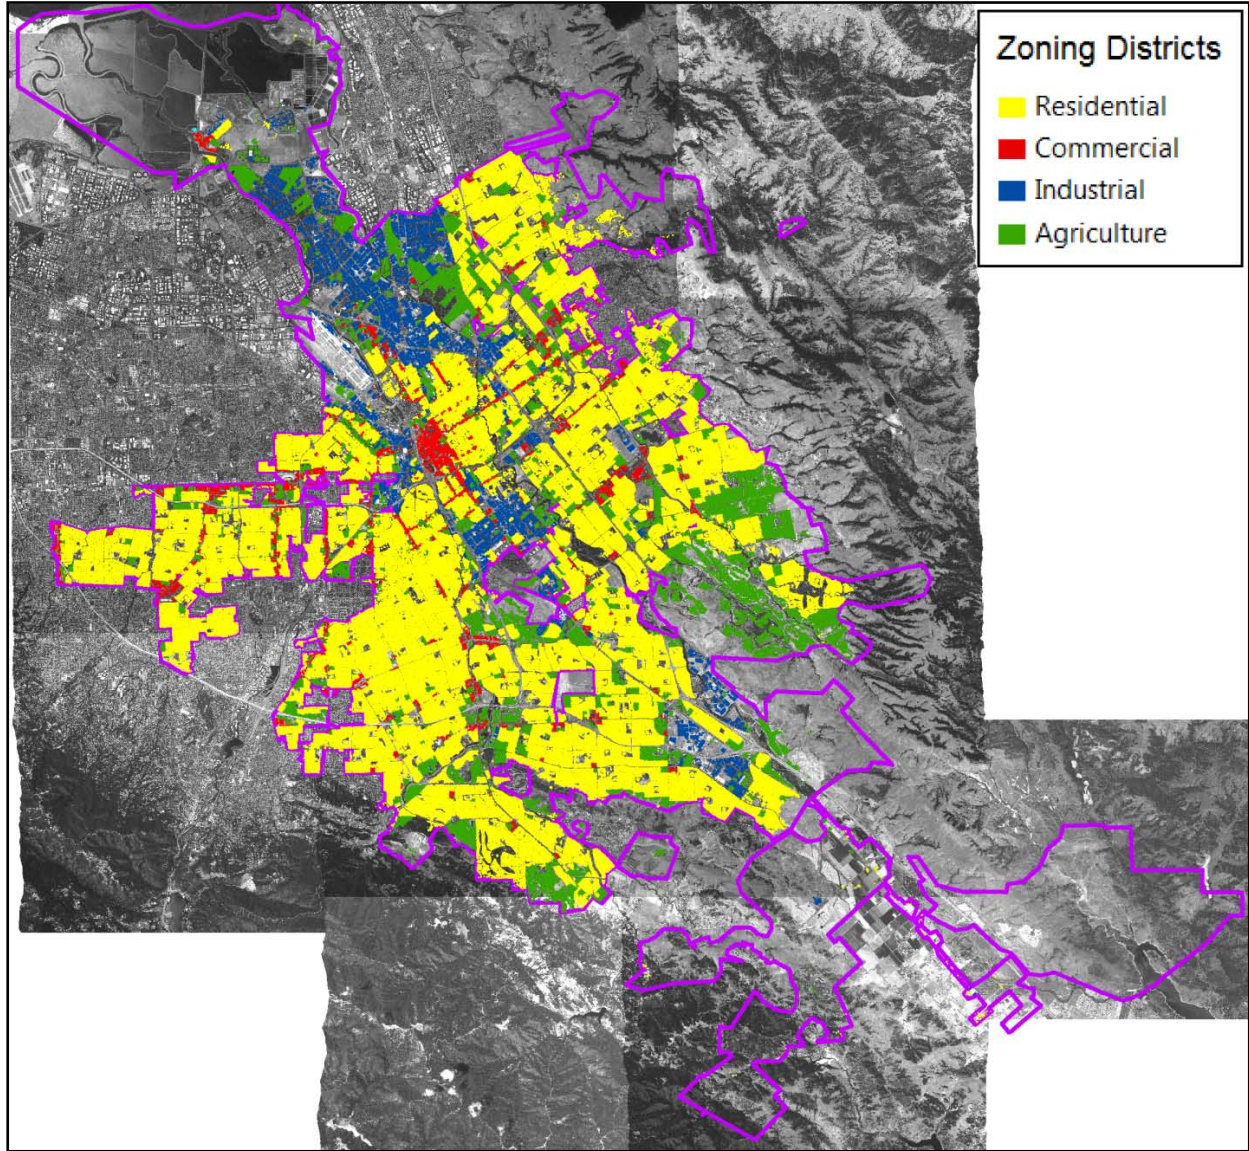 Zoning Districts
Residential
Commercial
Industrial
Agriculture